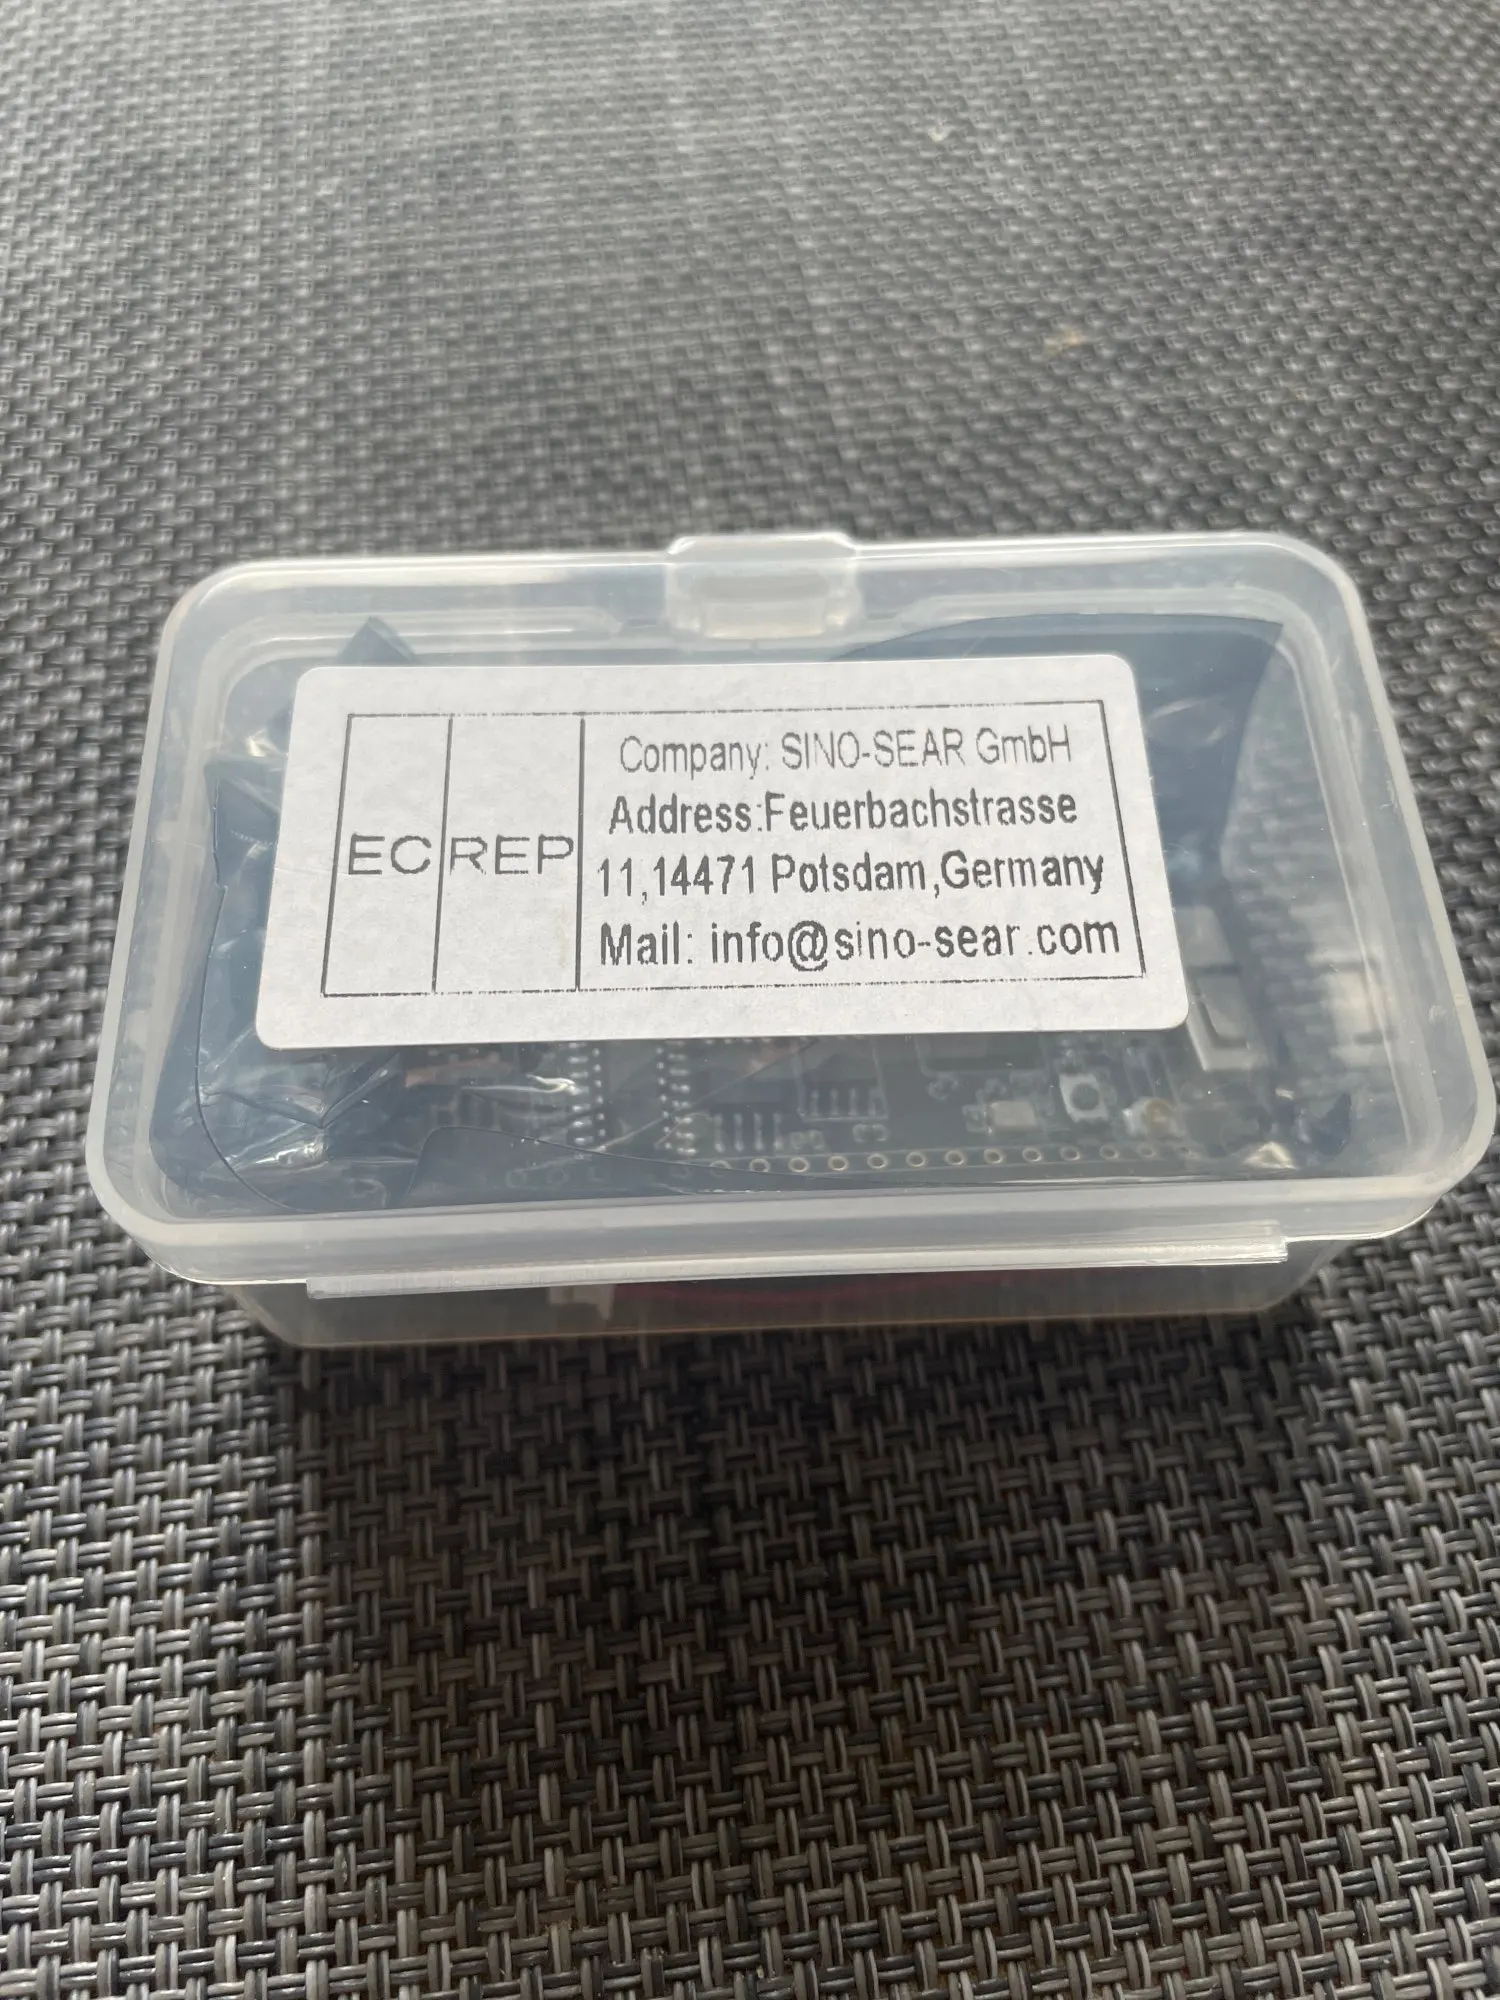 EC REP
Company: SINO-SEAR GmbH
Address:Feuerbachstrasse
11,14471 Potsdam,Germany
Mail: info@sino-sear.com